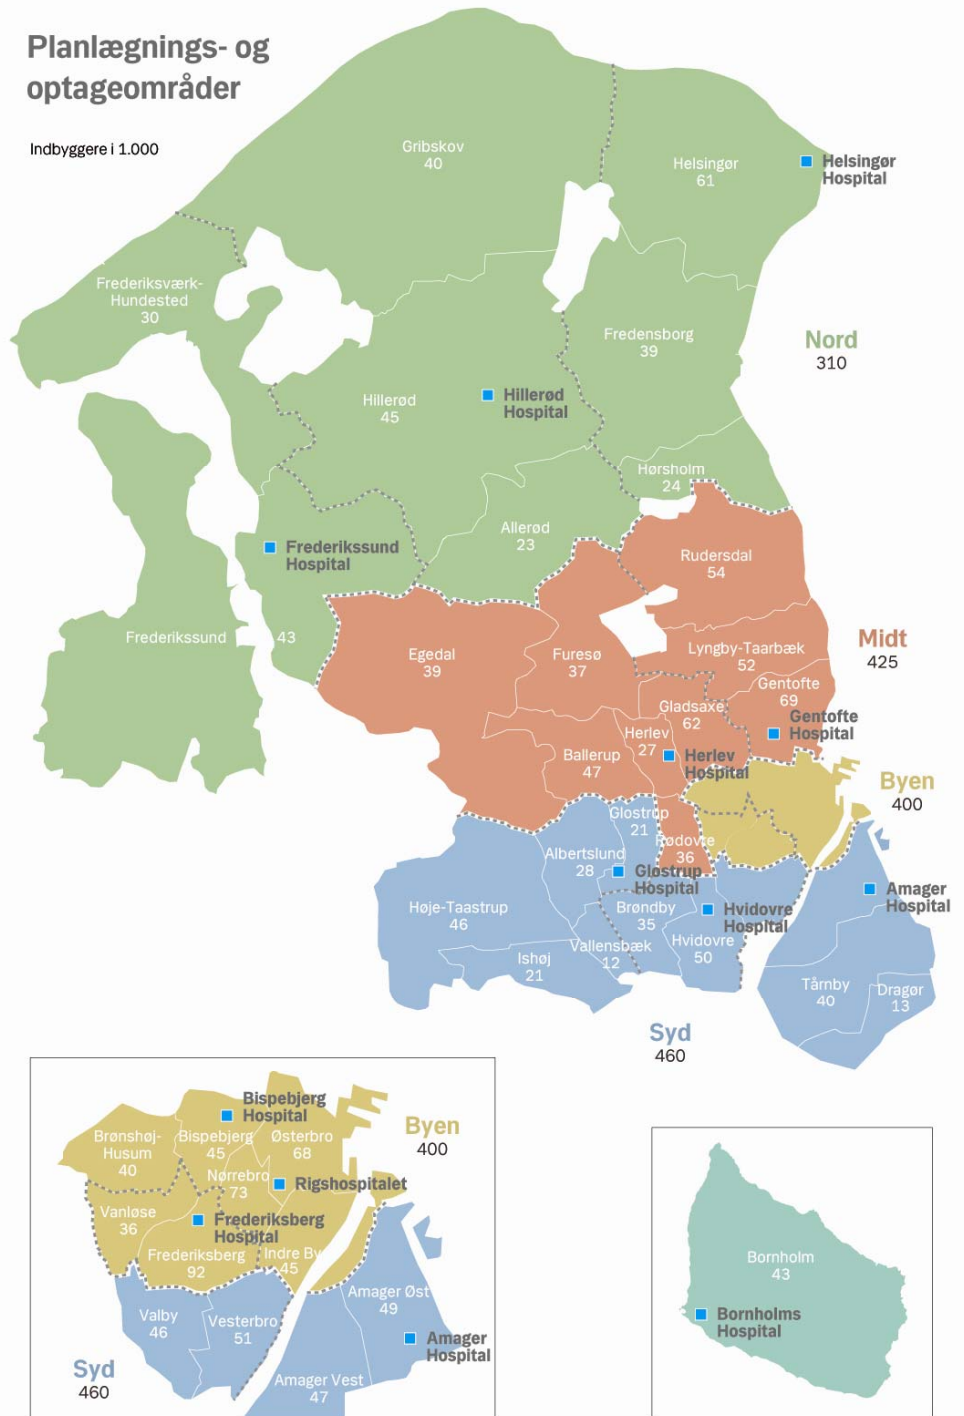 Planlægnings- og
optageområder
Indbyggere i 1.000
Gribskov
40
Helsingør
61
Helsingør
Hospital
Frederiksværk-
Hundested
30
Fredensborg
39
Nord
310
Hillerød
45
Hillerød
Hospital
Hørsholm
24
Allerød
23
Frederikssund
Hospital
Rudersdal
54
Frederikssund
43
Egedal
39
Furesø
37
Lyngby-Taarbæk
52
Midt
425
Gentofte
69
Gentofte
Hospital
Gladsaxe
62
Herlev
27
Herlev
Hospital
Ballerup
47
Byen
400
Glostrup
21
Rødovre
36
Albertslund
28
Glostrup
Hospital
Amager
Hospital
Høje-Taastrup
46
Brøndby
35
Hvidovre
Hospital
Hvidovre
50
Vallensbæk
12
Ishøj
21
Tårnby
40
Dragør
13
Syd
460
Bispebjerg
Hospital
Byen
400
Brønshøj-
Husum
40
Bispebjerg
45
Østerbro
68
Nørrebro
73
Rigshospitalet
Vanløse
36
Frederiksberg
Hospital
Frederiksberg
92
Indre By
45
Amager Øst
49
Valby
46
Vesterbro
51
Amager
Hospital
Syd
460
Amager Vest
47
Bornholm
43
Bornholms
Hospital